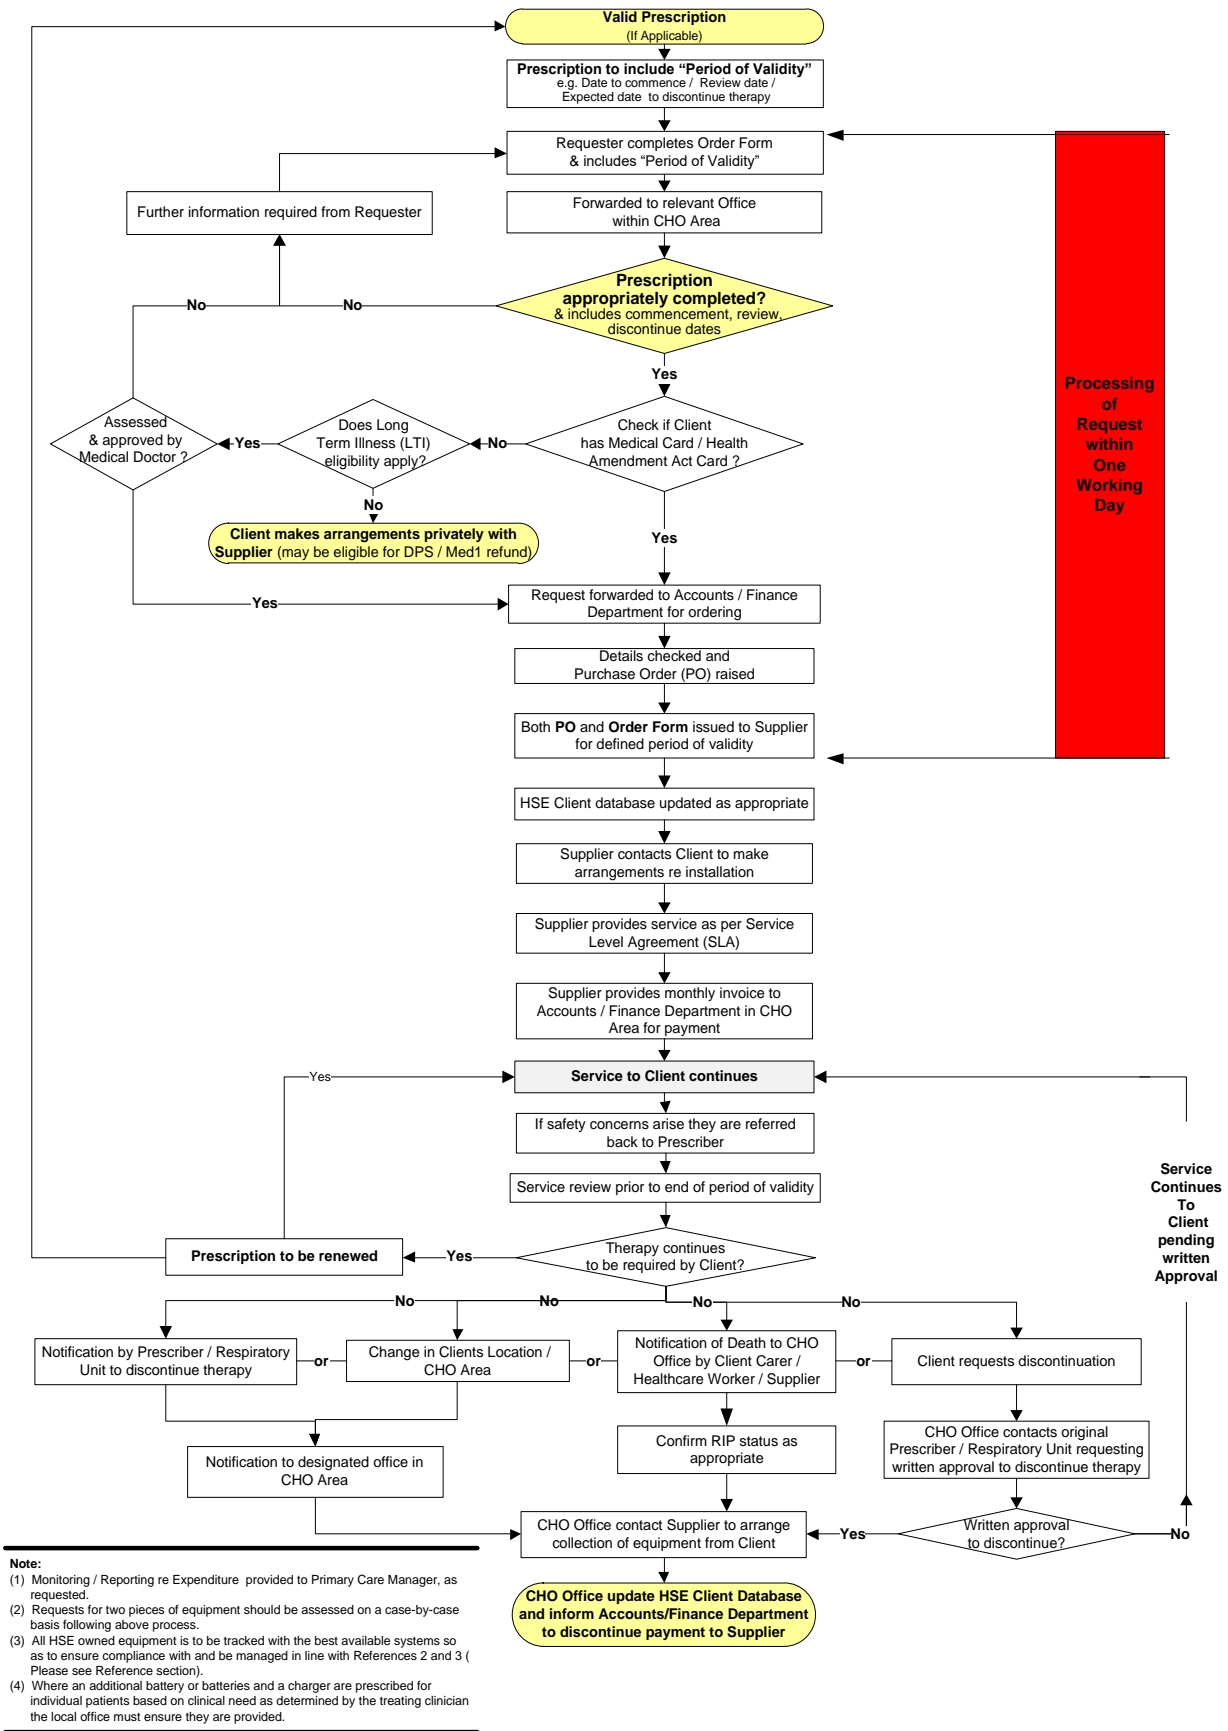 Valid Prescription
(If Applicable)
Prescription to include “Period of Validity”
e.g. Date to commence / Review date /
Expected date to discontinue therapy
Requester completes Order Form
& includes “Period of Validity”
Further information required from Requester
Forwarded to relevant Office
within CHO Area
Prescription
appropriately completed?
& includes commencement, review,
discontinue dates
No
No
Yes
Processing
of
Request
within
One
Working
Day
Assessed
& approved by
Medical Doctor ?
Yes
Does Long
Term Illness (LTI)
eligibility apply?
No
Check if Client
has Medical Card / Health
Amendment Act Card ?
No
Client makes arrangements privately with
Supplier (may be eligible for DPS / Med1 refund)
Yes
Yes
Request forwarded to Accounts / Finance
Department for ordering
Details checked and
Purchase Order (PO) raised
Both PO and Order Form issued to Supplier
for defined period of validity
HSE Client database updated as appropriate
Supplier contacts Client to make
arrangements re installation
Supplier provides service as per Service
Level Agreement (SLA)
Supplier provides monthly invoice to
Accounts / Finance Department in CHO
Area for payment
Yes
Service to Client continues
If safety concerns arise they are referred
back to Prescriber
Service review prior to end of period of validity
Service
Continues
To
Client
pending
written
Approval
Prescription to be renewed
Yes
Therapy continues
to be required by Client?
No
No
No
No
Notification by Prescriber / Respiratory
Unit to discontinue therapy
or
Change in Clients Location /
CHO Area
or
Notification of Death to CHO
Office by Client Carer /
Healthcare Worker / Supplier
or
Client requests discontinuation
Notification to designated office in
CHO Area
Confirm RIP status as
appropriate
CHO Office contacts original
Prescriber / Respiratory Unit requesting
written approval to discontinue therapy
CHO Office contact Supplier to arrange
collection of equipment from Client
Yes
Written approval
to discontinue?
No
CHO Office update HSE Client Database
and inform Accounts/Finance Department
to discontinue payment to Supplier
Note:
(1) Monitoring / Reporting re Expenditure provided to Primary Care Manager, as
requested.
(2) Requests for two pieces of equipment should be assessed on a case-by-case
basis following above process.
(3) All HSE owned equipment is to be tracked with the best available systems so
as to ensure compliance with and be managed in line with References 2 and 3 (
Please see Reference section).
(4) Where an additional battery or batteries and a charger are prescribed for
individual patients based on clinical need as determined by the treating clinician
the local office must ensure they are provided.